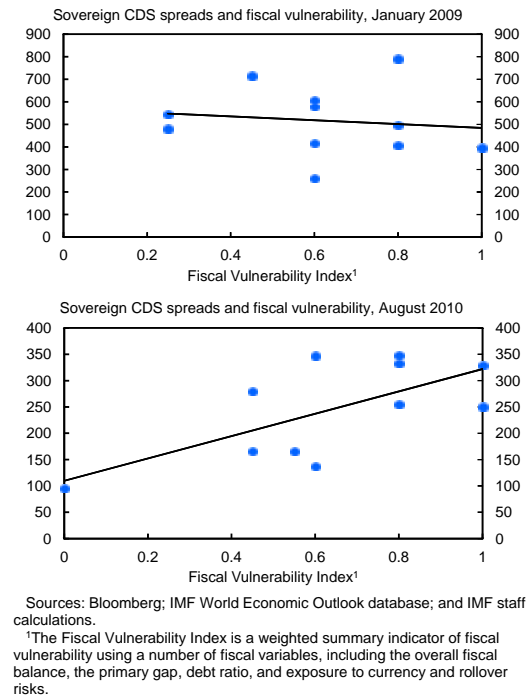 Sovereign CDS spreads and fiscal vulnerability, January 2009
900 900
800 800
700 700
600 600
500 500
400 400
300 300
200 200
100 100
0 0
0 0.2 0.4 0.6 0.8 1
Fiscal Vulnerability Index¹
Sovereign CDS spreads and fiscal vulnerability, August 2010
400 400
350 350
300 300
250 250
200 200
150 150
100 100
50 50
0 0
0 0.2 0.4 0.6 0.8 1
Fiscal Vulnerability Index¹
Sources: Bloomberg; IMF World Economic Outlook database; and IMF staff
calculations.
¹The Fiscal Vulnerability Index is a weighted summary indicator of fiscal
vulnerability using a number of fiscal variables, including the overall fiscal
balance, the primary gap, debt ratio, and exposure to currency and rollover
risks.